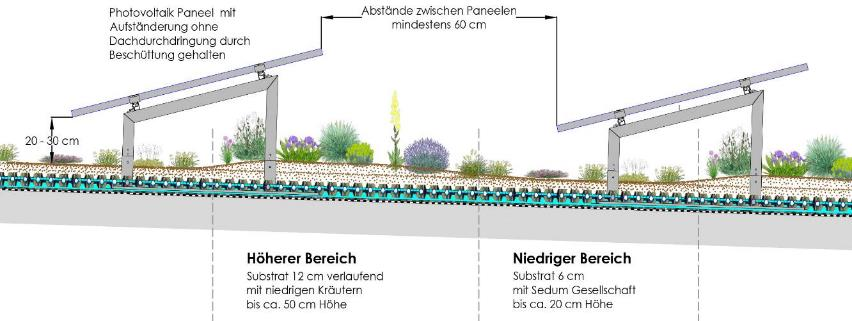 Photovoltaik Paneel mit
Aufständerung ohne
Dachdurchdringung durch
Beschüttung gehalten
Abstände zwischen Paneelen
mindestens 60 cm
20 - 30 cm
Höherer Bereich
Substrat 12 cm verlaufend
mit niedrigen Kräutern
bis ca. 50 cm Höhe
Niedriger Bereich
Substrat 6 cm
mit Sedum Gesellschaft
bis ca. 20 cm Höhe